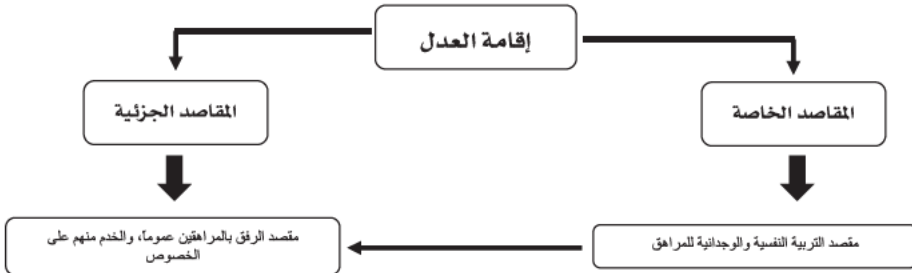 إقامة العدل
المقاصد الخاصة
المقاصد الجزئية
مقصد التربية النفسية والوجدانية للمراهق
مقصد الرفق بالمراهقين عموماً، والخدم منهم على
الخصوص